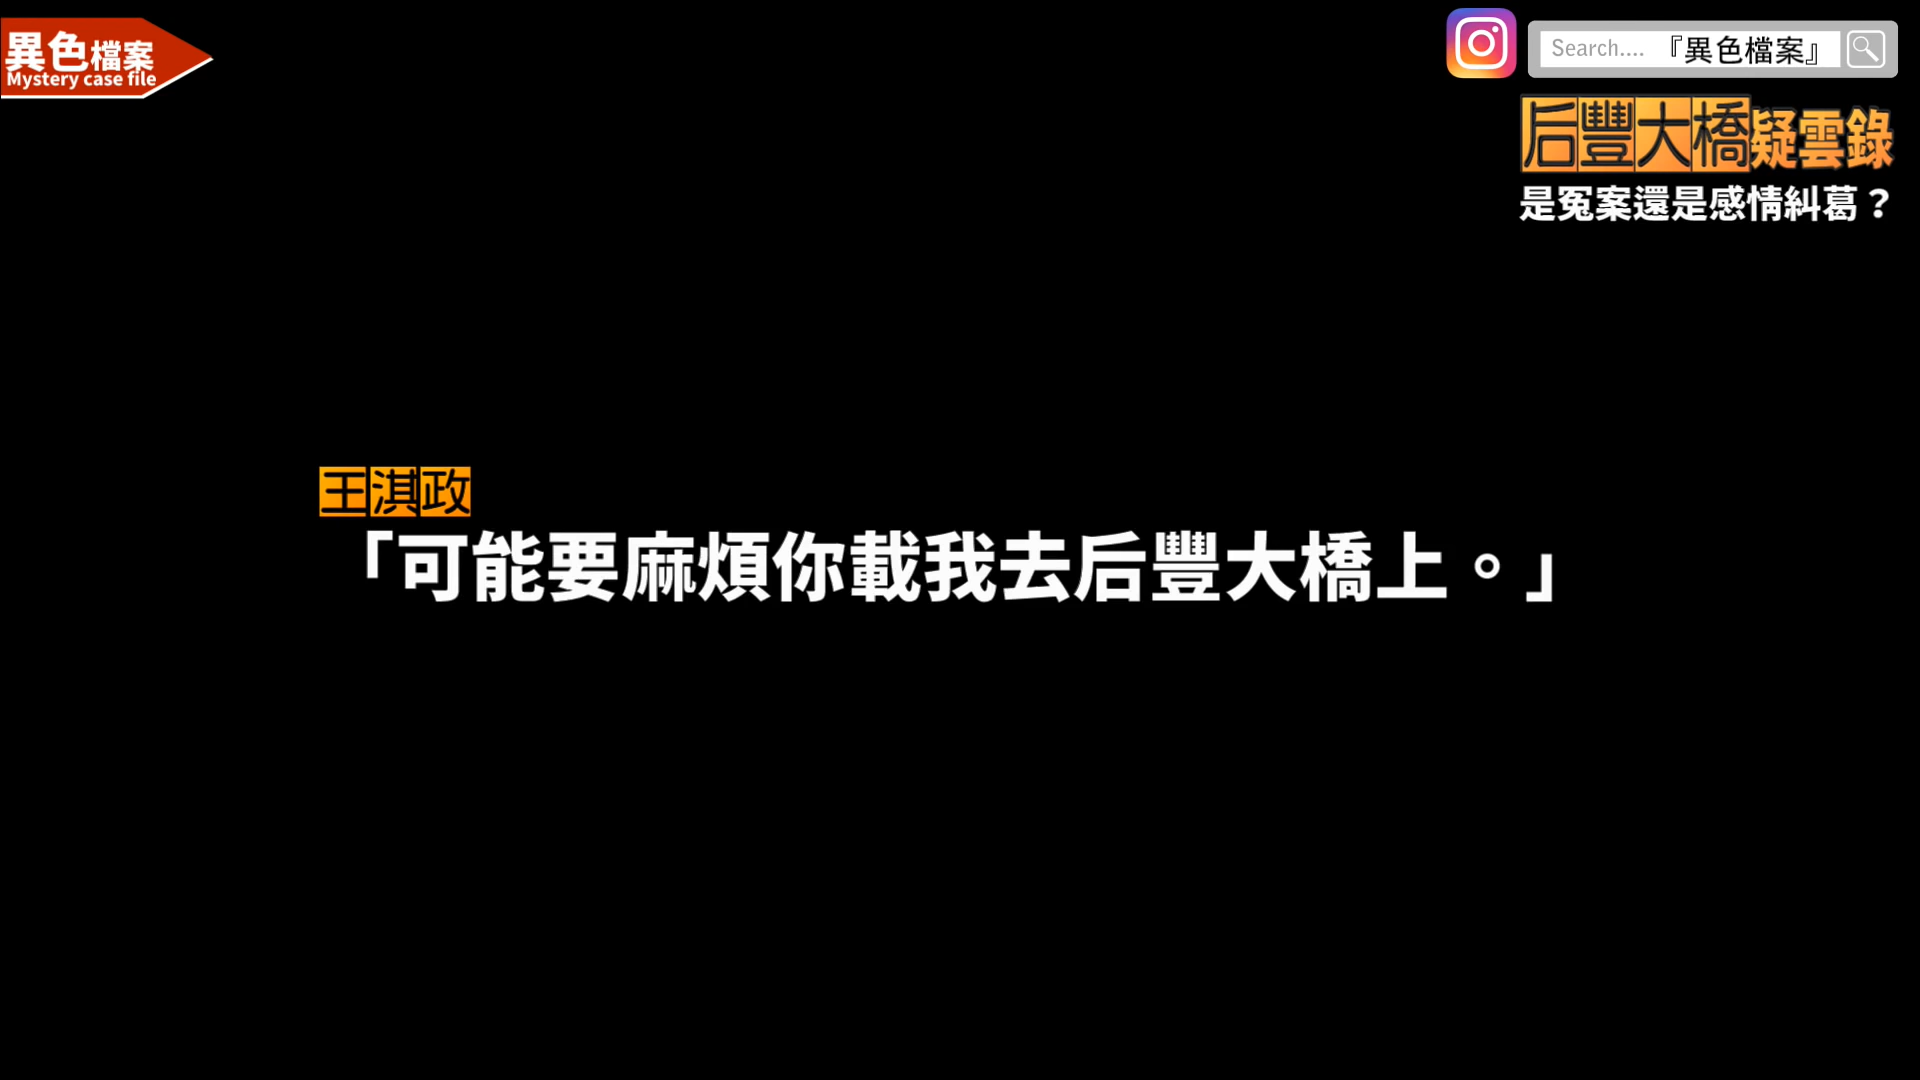 異色檔案
Mystery case file
Search.... 『異色檔案』
后豐大橋疑雲錄
是冤案還是感情糾葛？
王淇政
「可能要麻煩你載我去后豐大橋上。」